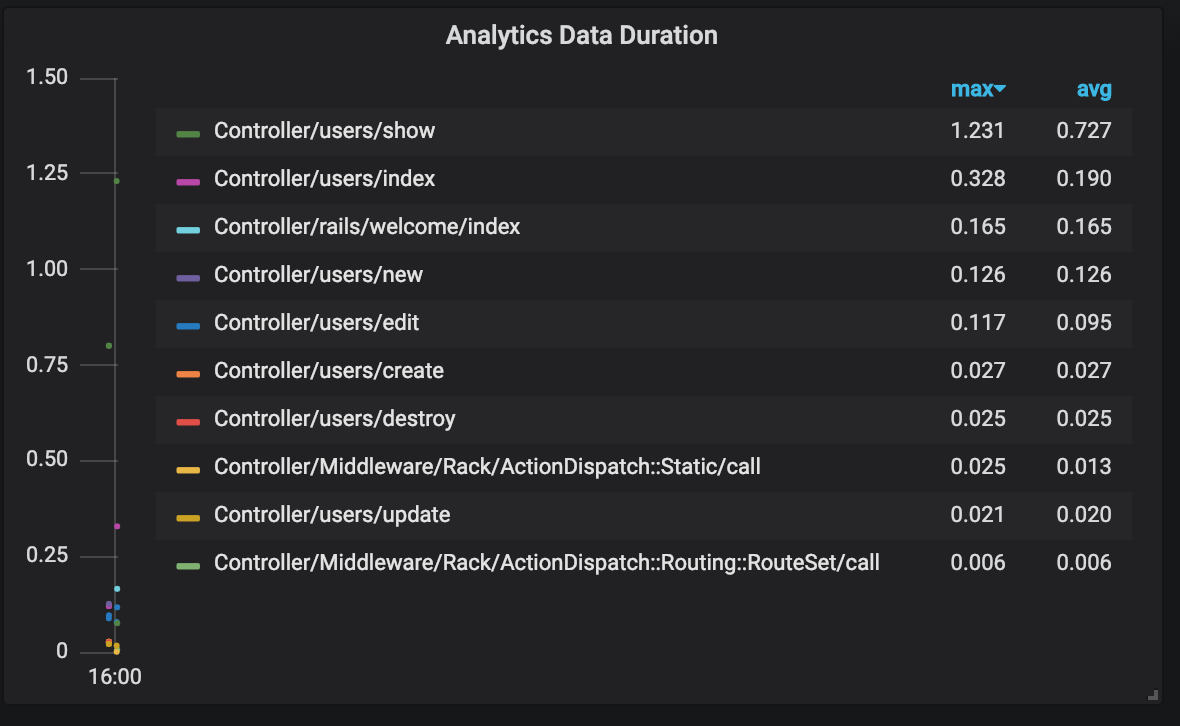 Analytics Data Duration
1.50
1.25
1.00
0.75
0.50
0.25
0
16:00
max avg
Controller/users/show 1.231 0.727
Controller/users/index 0.328 0.190
Controller/rails/welcome/index 0.165 0.165
Controller/users/new 0.126 0.126
Controller/users/edit 0.117 0.095
Controller/users/create 0.027 0.027
Controller/users/destroy 0.025 0.025
Controller/Middleware/Rack/ActionDispatch::Static/call 0.025 0.013
Controller/users/update 0.021 0.020
Controller/Middleware/Rack/ActionDispatch::Routing::RouteSet/call 0.006 0.006